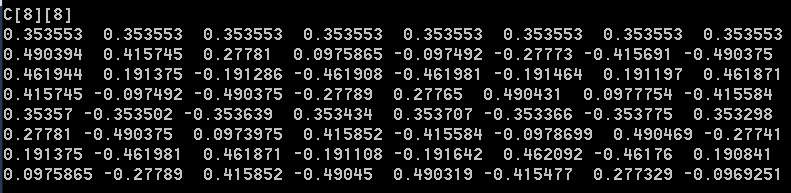 C[8][8]
0.353553 0.353553 0.353553 0.353553 0.353553 0.353553 0.353553 0.353553
0.490394 0.415745 0.27781 0.0975865 -0.097492 -0.27773 -0.415691 -0.490375
0.461944 0.191375 -0.191286 -0.461908 -0.461981 -0.191464 0.191197 0.461871
0.415745 -0.097492 -0.490375 -0.27789 0.27765 0.490431 0.0977754 -0.415584
0.35357 -0.353502 -0.353639 0.353434 0.353707 -0.353366 -0.353775 0.353298
0.27781 -0.490375 0.0973975 0.415852 -0.415584 -0.0978699 0.490469 -0.27741
0.191375 -0.461981 0.461871 -0.191108 -0.191642 0.462092 -0.46176 0.190841
0.0975865 -0.27789 0.415852 -0.49045 0.490319 -0.415477 0.277329 -0.0969251